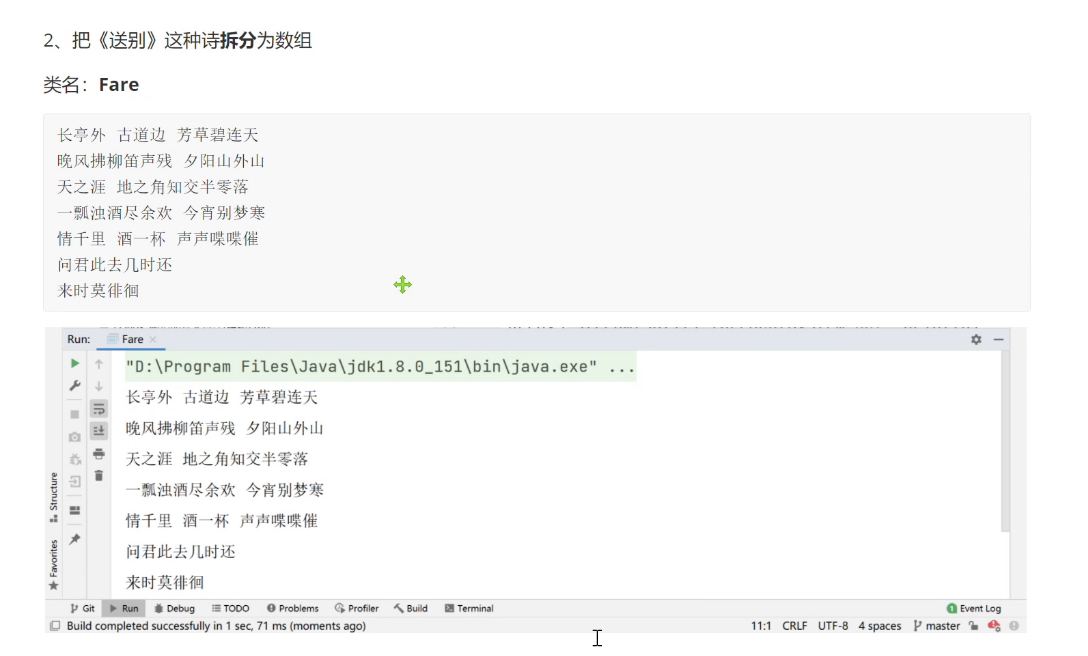 2、把《送别》这种诗拆分为数组
类名：Fare
长亭外 古道边 芳草碧连天
晚风拂柳笛声残 夕阳山外山
天之涯 地之角知交半零落
一瓢浊酒尽余欢 今宵别梦寒
情千里 酒一杯 声声喋喋催
问君此去几时还
来时莫徘徊
Run: Fare
"D:\Program Files\Java\jdk1.8.0_151\bin\java.exe" ...
长亭外 古道边 芳草碧连天
晚风拂柳笛声残 夕阳山外山
天之涯 地之角知交半零落
一瓢浊酒尽余欢 今宵别梦寒
情千里 酒一杯 声声喋喋催
问君此去几时还
来时莫徘徊
Structure
Favorites
Git Run Debug TODO Problems Profiler Build Terminal 1 Event Log
Build completed successfully in 1 sec, 71 ms (moments ago) 11:1 CRLF UTF-8 4 spaces master